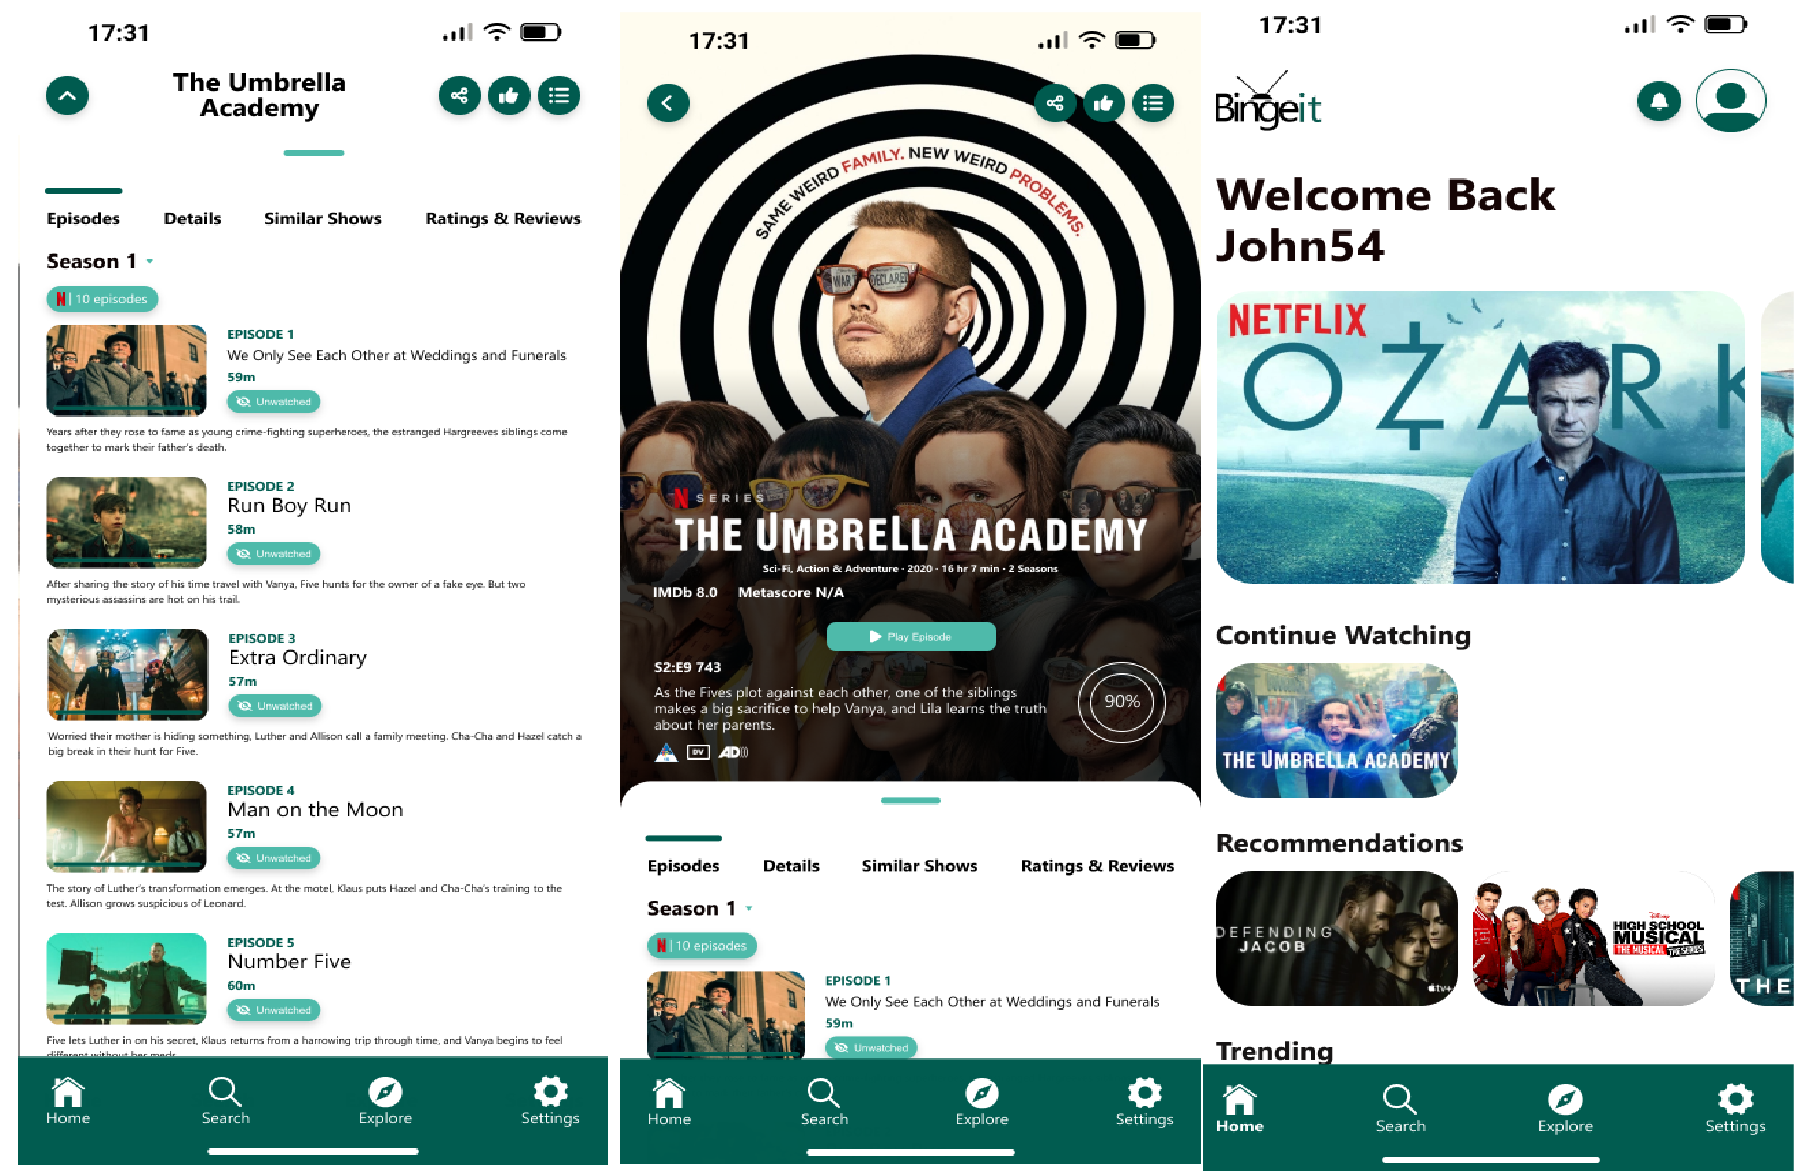 17:31
The Umbrella
Academy
Episodes Details Similar Shows Ratings & Reviews
Season 1
N | 10 episodes
EPISODE 1
We Only See Each Other at Weddings and Funerals
59m
Unwatched
Years after they rose to fame as young crime-fighting superheroes, the estranged Hargreeves siblings come
together to mark their father's death.
EPISODE 2
Run Boy Run
58m
Unwatched
After sharing the story of his time travel with Vanya, Five hunts for the owner of a fake eye. But two
mysterious assassins are hot on his trail.
EPISODE 3
Extra Ordinary
57m
Unwatched
Worried their mother is hiding something, Luther and Allison call a family meeting. Cha-Cha and Hazel catch a
big break in their hunt for Five.
EPISODE 4
Man on the Moon
57m
Unwatched
The story of Luther's transformation emerges. At the motel, Klaus puts Hazel and Cha-Cha's training to the
test. Allison grows suspicious of Leonard.
EPISODE 5
Number Five
60m
Unwatched
Five lets Luther in on his secret, Klaus returns from a harrowing trip through time, and Vanya begins to feel
different without her meds.
Home Search Explore Settings
17:31
SAME WEIRD FAMILY. NEW WEIRD PROBLEMS.
WAR DECLARED
N SERIES
THE UMBRELLA ACADEMY
Sci-Fi, Action & Adventure • 2020 • 16 hr 7 min • 2 Seasons
IMDb 8.0 Metascore N/A
Play Episode
S2:E9 743
As the Fives plot against each other, one of the siblings
makes a big sacrifice to help Vanya, and Lila learns the truth
about her parents.
90%
DV AD))
Episodes Details Similar Shows Ratings & Reviews
Season 1
N | 10 episodes
EPISODE 1
We Only See Each Other at Weddings and Funerals
59m
Unwatched
Home Search Explore Settings
17:31
Bingeit
Welcome Back
John54
NETFLIX
OZARK
Continue Watching
THE UMBRELLA ACADEMY
Recommendations
DEFENDING
JACOB
tv+
Disney
HIGH SCHOOL
MUSICAL
THE MUSICAL THE SERIES
THE
Trending
Home Search Explore Settings